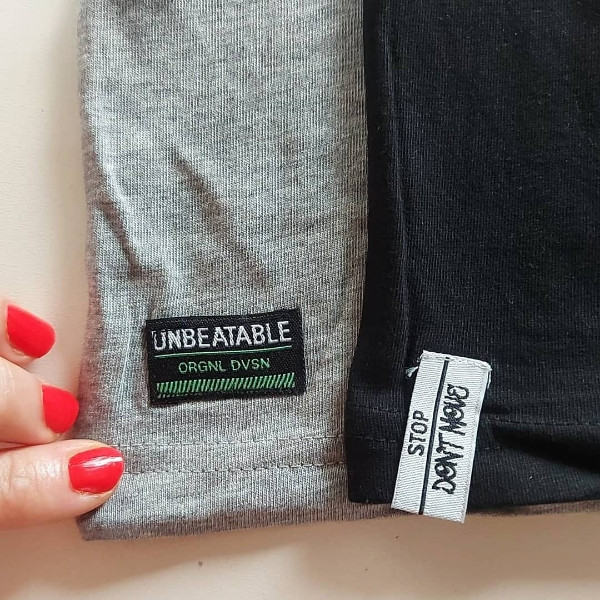 UNBEATABLE
ORGNL DVSN
STOP
DON'T MOVE